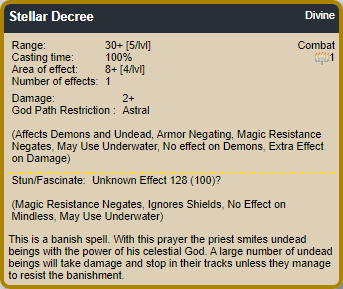 Stellar Decree Divine
Range: 30+ [5/lvl] Combat
Casting time: 100% 1
Area of effect: 8+ [4/lvl]
Number of effects: 1
Damage: 2+
God Path Restriction : Astral
(Affects Demons and Undead, Armor Negating, Magic Resistance
Negates, May Use Underwater, No effect on Demons, Extra Effect
on Damage)
Stun/Fascinate: Unknown Effect 128 (100)?
(Magic Resistance Negates, Ignores Shields, No Effect on
Mindless, May Use Underwater)
This is a banish spell. With this prayer the priest smites undead
beings with the power of his celestial God. A large number of undead
beings will take damage and stop in their tracks unless they manage
to resist the banishment.